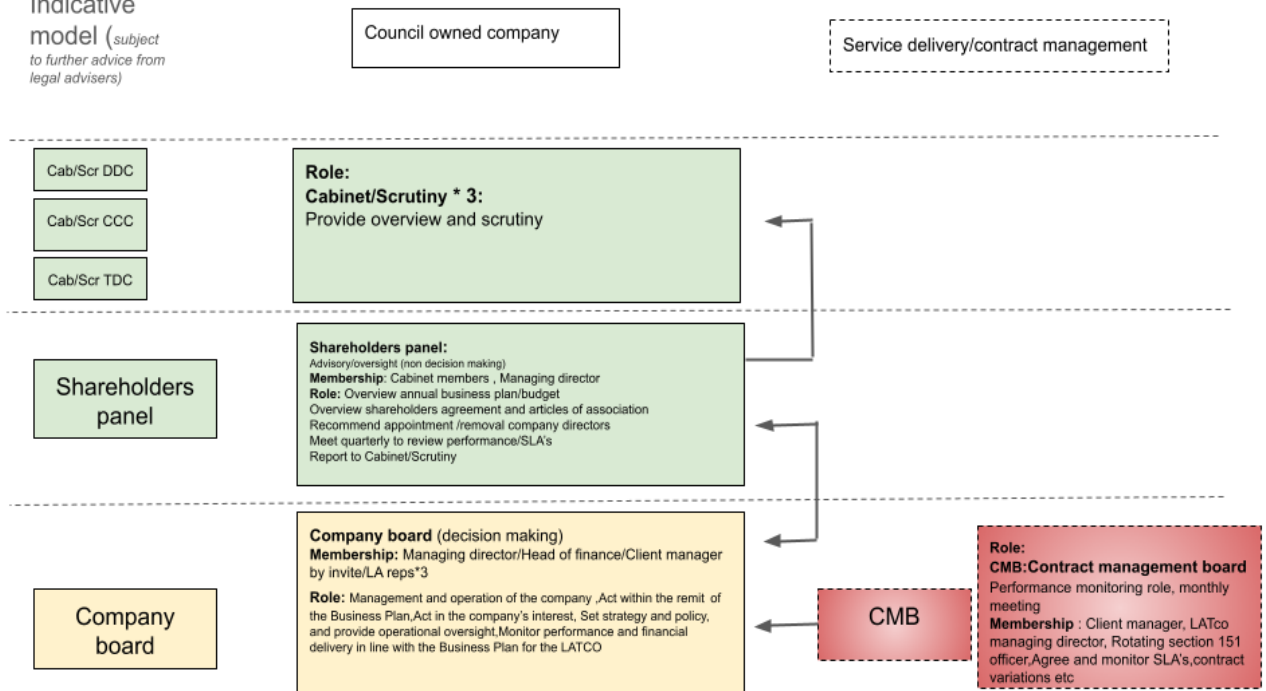 Indicative
model (subject
to further advice from
legal advisers)
Council owned company
Service delivery/contract management
Cab/Scr DDC
Cab/Scr CCC
Cab/Scr TDC
Role:
Cabinet/Scrutiny * 3:
Provide overview and scrutiny
Shareholders
panel
Shareholders panel:
Advisory/oversight (non decision making)
Membership: Cabinet members , Managing director
Role: Overview annual business plan/budget
Overview shareholders agreement and articles of association
Recommend appointment /removal company directors
Meet quarterly to review performance/SLA's
Report to Cabinet/Scrutiny
Company
board
Company board (decision making)
Membership: Managing director/Head of finance/Client manager
by invite/LA reps*3
Role: Management and operation of the company ,Act within the remit of
the Business Plan,Act in the company's interest, Set strategy and policy,
and provide operational oversight,Monitor performance and financial
delivery in line with the Business Plan for the LATCO
CMB
Role:
CMB:Contract management board
Performance monitoring role, monthly
meeting
Membership : Client manager, LATco
managing director, Rotating section 151
officer,Agree and monitor SLA's,contract
variations etc